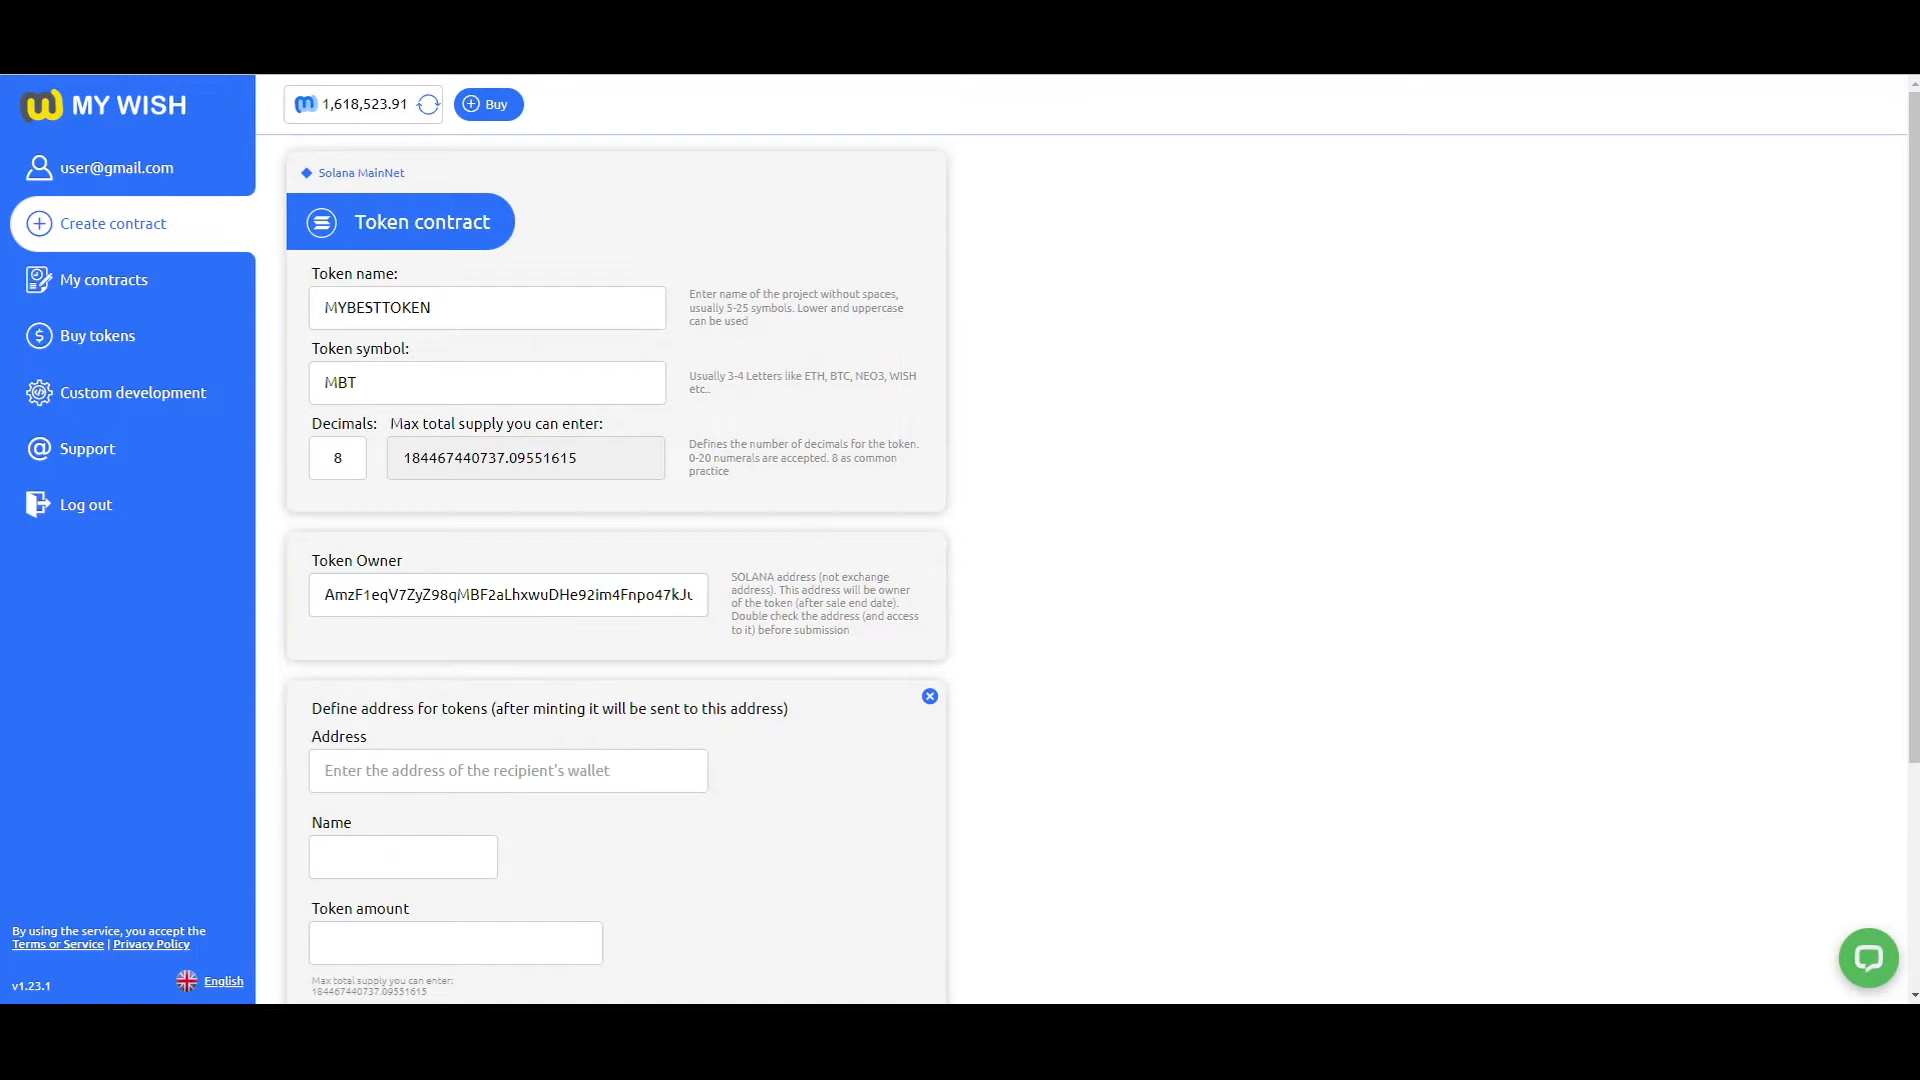 MY WISH
1,618,523.91
Buy
user@gmail.com
Create contract
My contracts
Buy tokens
Custom development
Support
Log out
By using the service, you accept the
Terms or Service | Privacy Policy
v1.23.1
English
Solana MainNet
Token contract
Token name:
MYBESTTOKEN
Enter name of the project without spaces,
usually 5-25 symbols. Lower and uppercase
can be used
Token symbol:
MBT
Usually 3-4 Letters like ETH, BTC, NEO3, WISH
etc..
Decimals:
Max total supply you can enter:
8
184467440737.09551615
Defines the number of decimals for the token.
0-20 numerals are accepted. 8 as common
practice
Token Owner
AmzF1eqV7ZyZ98qMBF2aLhxwuDHe92im4Fnpo47kJu
SOLANA address (not exchange
address). This address will be owner
of the token (after sale end date).
Double check the address (and access
to it) before submission
Define address for tokens (after minting it will be sent to this address)
Address
Enter the address of the recipient's wallet
Name
Token amount
Max total supply you can enter:
184467440737.09551615